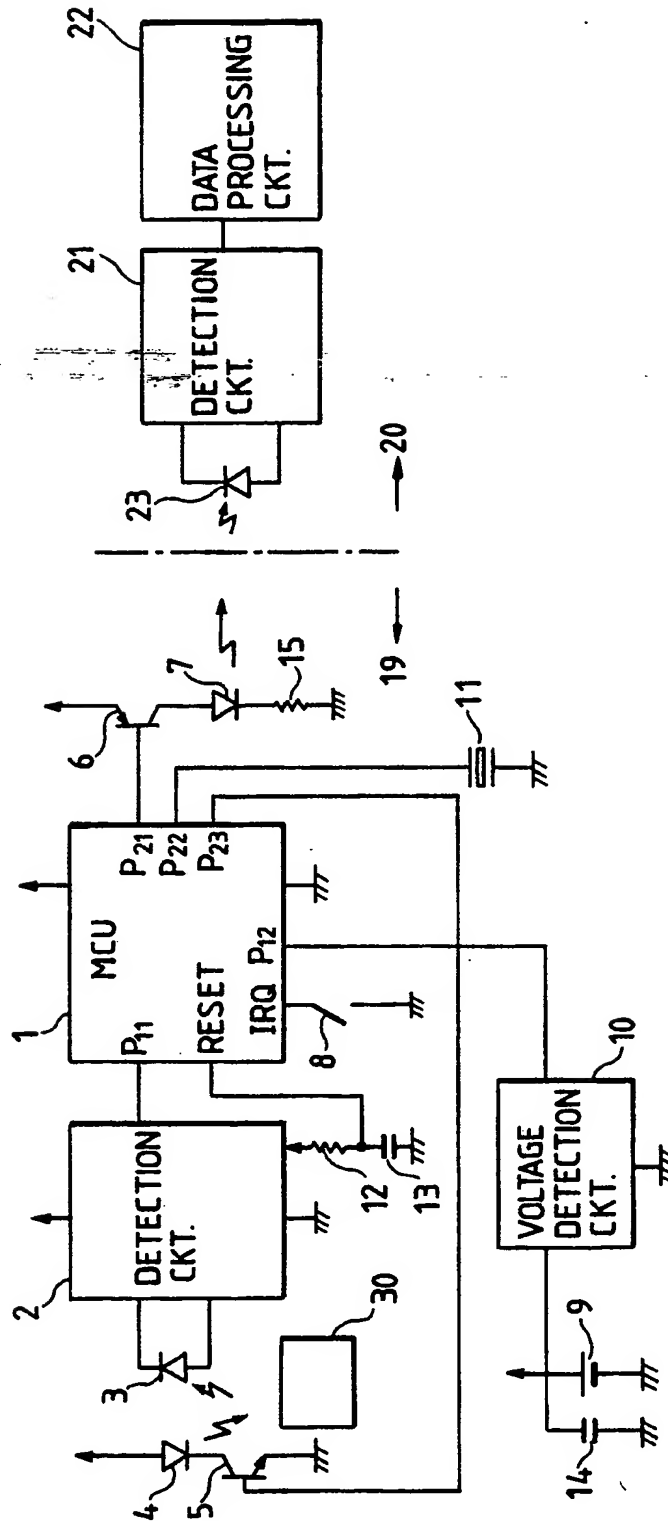 22
DATA
PROCESSING
CKT.
21
DETECTION
CKT.
23
20
19
7
15
6
11
P21
P22
P23
MCU
1
P11
RESET
IRQ
P12
8
10
VOLTAGE
DETECTION
CKT.
2
DETECTION
CKT.
12
13
3
30
4
5
9
14